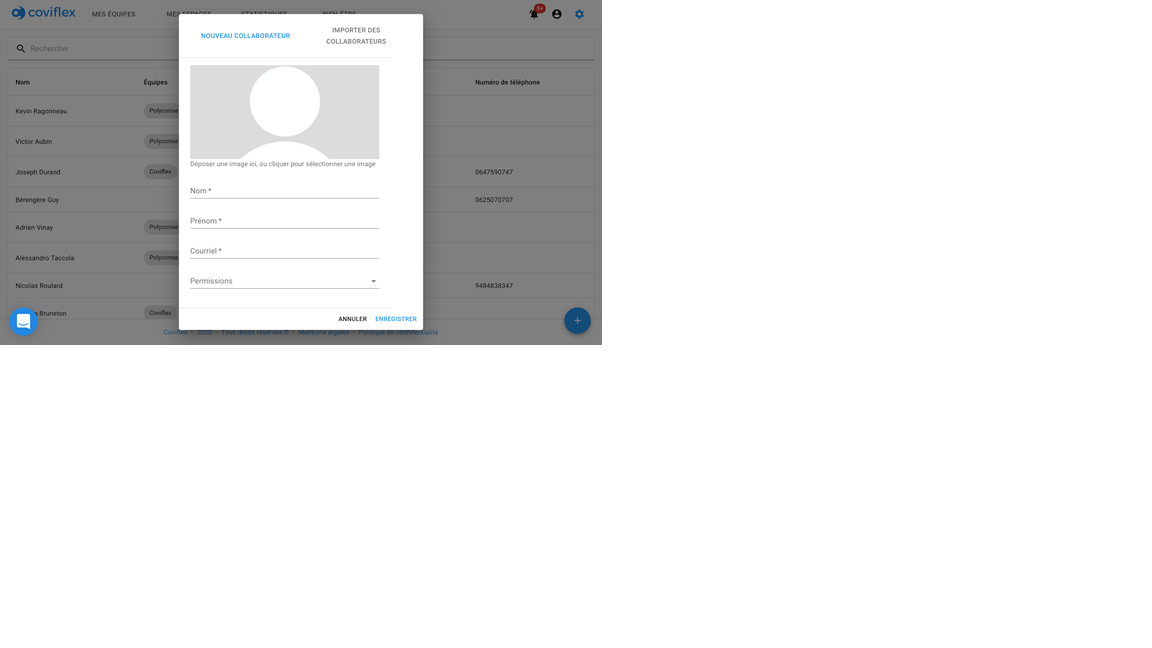 coviflex
MES ÉQUIPES
MES ESPACES
STATISTIQUES
BIEN-ÊTRE
5+
Rechercher
NOUVEAU COLLABORATEUR
IMPORTER DES
COLLABORATEURS
Nom
Équipes
Numéro de téléphone
Kevin Ragonneau
Polyconse
Victor Aubin
Polyconse
Joseph Durand
Coviflex
0647590747
Bérengère Guy
0625070707
Adrien Vinay
Polyconse
Alessandro Taccola
Polyconse
Nicolas Roulard
9484838347
a Bruneton
Coviflex
Déposer une image ici, ou cliquer pour sélectionner une image
Nom *
Prénom *
Courriel *
Permissions
ANNULER
ENREGISTRER
Coviflex - 2020 - Tous droits réservés © - Mentions légales - Politique de confidentialité